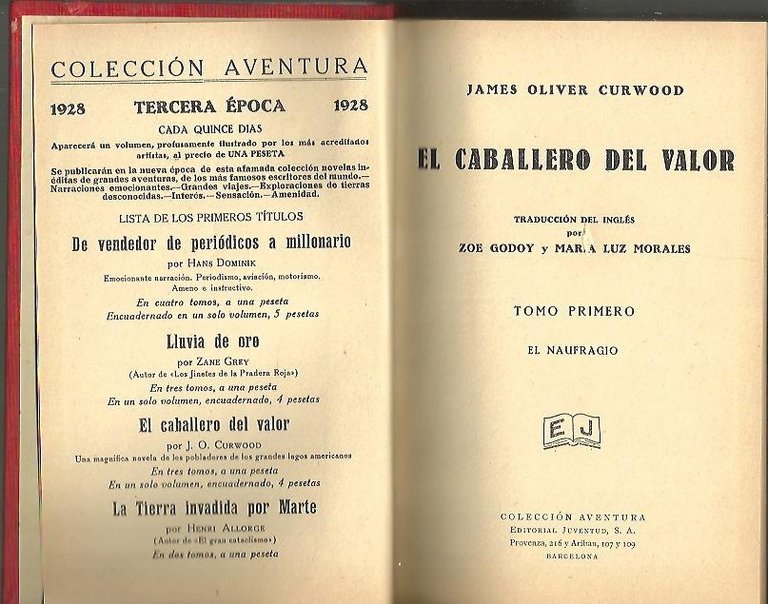 COLECCIÓN AVENTURA
1928 TERCERA ÉPOCA 1928
CADA QUINCE DIAS
Aparecerá un volumen, profusamente ilustrado por los más acreditados
artistas, al precio de UNA PESETA
Se publicarán en la nueva época de esta afamada colección novelas in-
éditas de grandes aventuras, de los más famosos escritores del mundo.—
Narraciones emocionantes.—Grandes viajes.—Exploraciones de tierras
desconocidas.—Interés.—Sensación.—Amenidad.
LISTA DE LOS PRIMEROS TÍTULOS
De vendedor de periódicos a millonario
por HANS DOMINIK
Emocionante narración. Periodismo, aviación, motorismo.
Ameno e instructivo.
En cuatro tomos, a una peseta
Encuadernado en un solo volumen, 5 pesetas
Lluvia de oro
por ZANE GREY
(Autor de «Los Jinetes de la Pradera Roja»)
En tres tomos, a una peseta
En un solo volumen, encuadernado, 4 pesetas
El caballero del valor
por J. O. CURWOOD
Una magnífica novela de los pobladores de los grandes lagos americanos
En tres tomos, a una peseta
En un solo volumen, encuadernado, 4 pesetas
La Tierra invadida por Marte
por HENRI ALLORGE
(Autor de «El gran cataclismo»)
En dos tomos, a una peseta
JAMES OLIVER CURWOOD
EL CABALLERO DEL VALOR
TRADUCCIÓN DEL INGLÉS
por
ZOE GODOY y MARIA LUZ MORALES
TOMO PRIMERO
EL NAUFRAGIO
EJ
COLECCIÓN AVENTURA
EDITORIAL JUVENTUD, S. A.
Provenza, 216 y Aribau, 107 y 109
BARCELONA